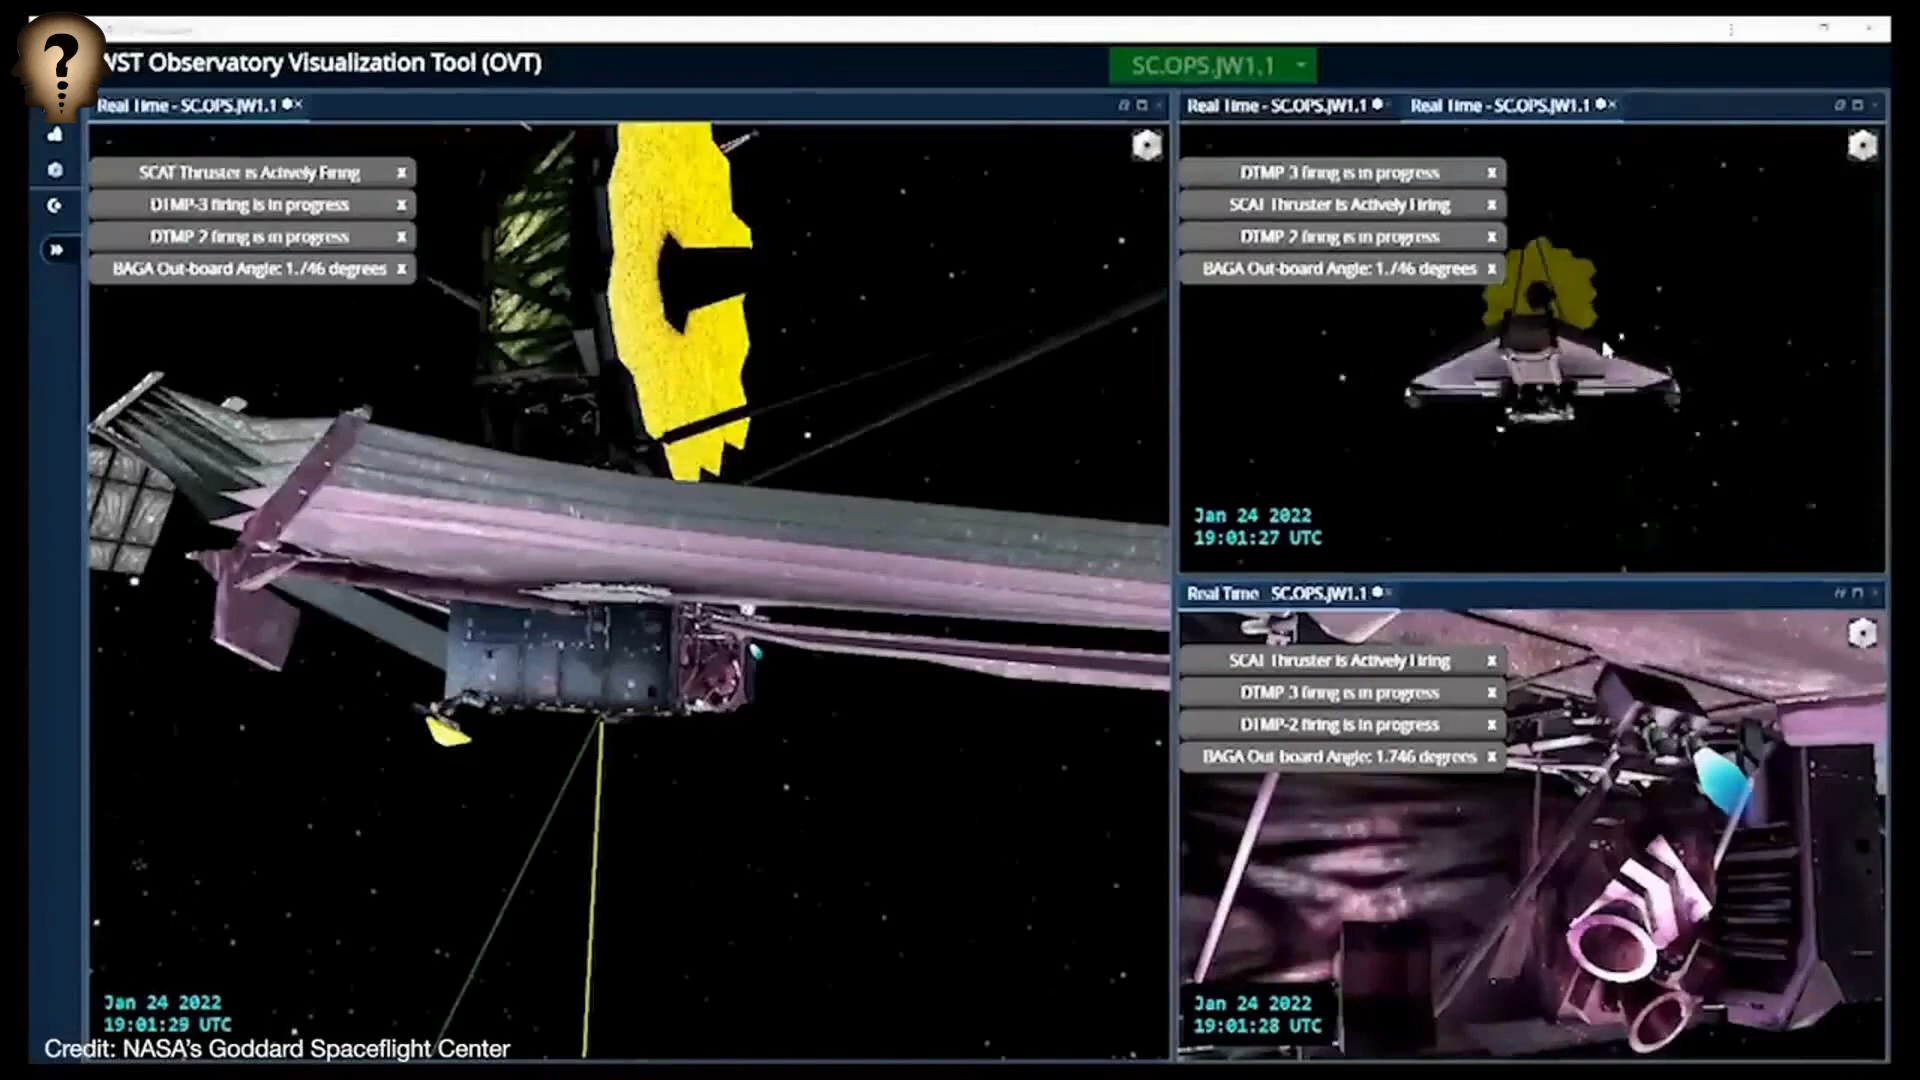 ?
WST Observatory Visualization Tool (OVT)
SC.OPS.JW1.1
Real Time - SC.OPS.JW1.1
SCAT Thruster is Actively Firing
DTMP-3 firing is in progress
DTMP 2 firing is in progress
BAGA Out-board Angle: 1.746 degrees
Jan 24 2022
19:01:29 UTC
Credit: NASA's Goddard Spaceflight Center
Real Time - SC.OPS.JW1.1
Real Time - SC.OPS.JW1.1
DTMP 3 firing is in progress
SCAT Thruster is Actively Firing
DTMP 2 firing is in progress
BAGA Out-board Angle: 1.746 degrees
Jan 24 2022
19:01:27 UTC
Real Time SC.OPS.JW1.1
SCAT Thruster is Actively Firing
DTMP 3 firing is in progress
DTMP-2 firing is in progress
BAGA Out board Angle: 1.746 degrees
Jan 24 2022
19:01:28 UTC